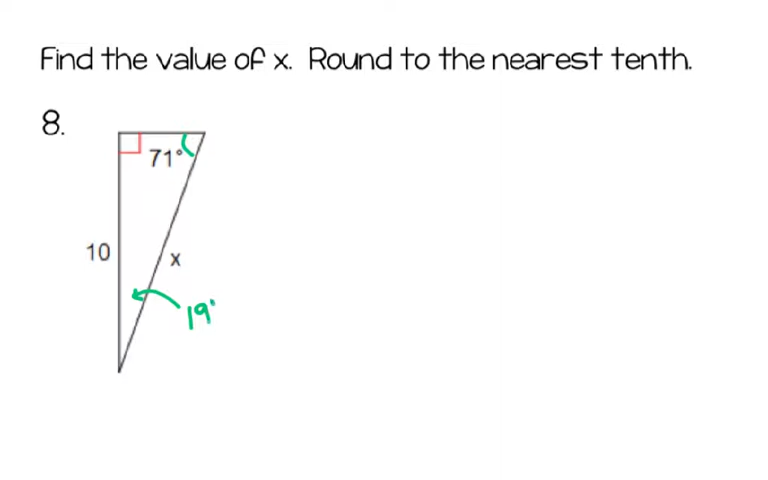 Find the value of x. Round to the nearest tenth.
8.
71°
10
x
19°